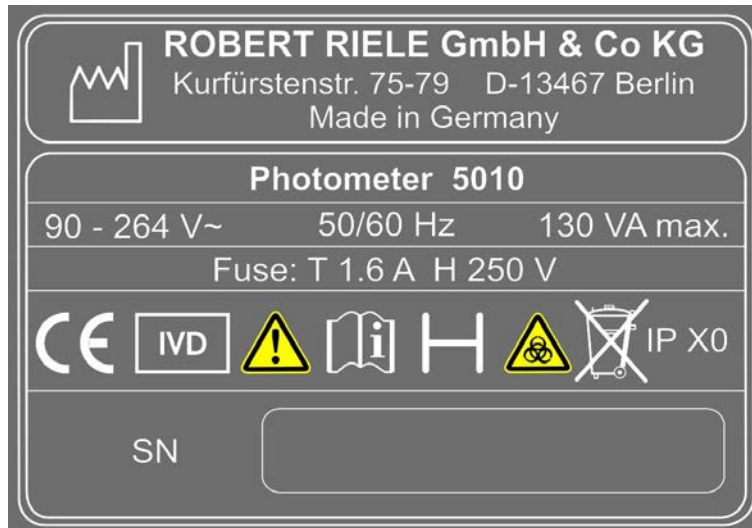 ROBERT RIELE GmbH & Co KG
Kurfürstenstr. 75-79 D-13467 Berlin
Made in Germany
Photometer 5010
90 - 264 V~ 50/60 Hz 130 VA max.
Fuse: T 1.6 A H 250 V
CE IVD ! i H IP X0
SN